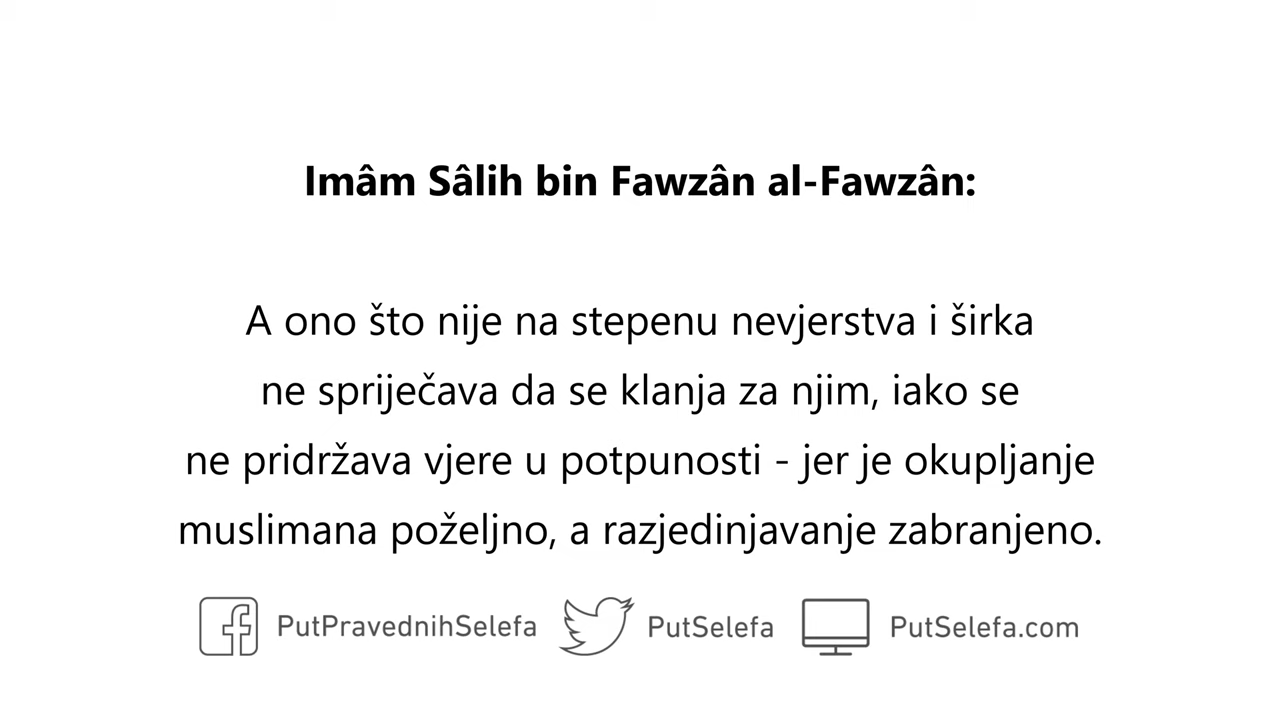 Imâm Sâlih bin Fawzân al-Fawzân:
A ono što nije na stepenu nevjerstva i širka
ne spriječava da se klanja za njim, iako se
ne pridržava vjere u potpunosti - jer je okupljanje
muslimana poželjno, a razjedinjavanje zabranjeno.
PutPravednihSelefa PutSelefa PutSelefa.com